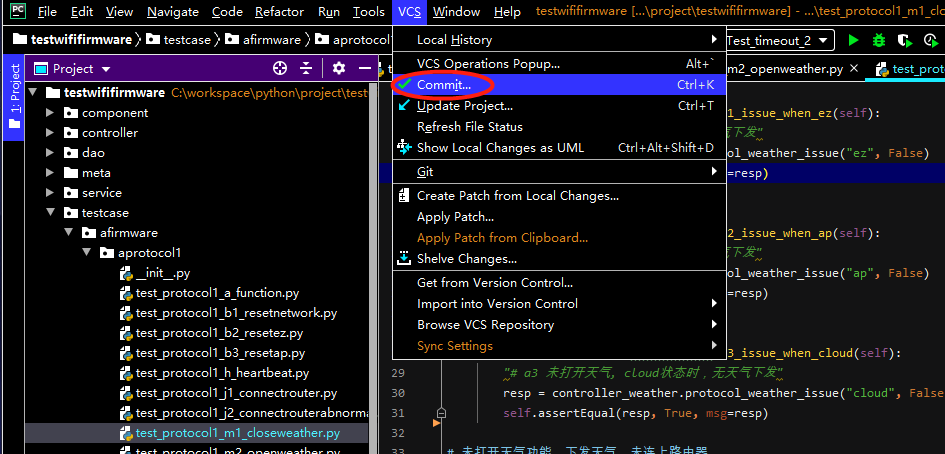 PC File Edit View Navigate Code Refactor Run Tools VCS Window Help testwififirmware [...\project\testwififirmware] - ...\test_protocol1_m1_clo
testwififirmware testcase afirmware aprotocol1 Test_timeout_2
1: Project
Project
m2_openweather.py test_proto
testwififirmware C:\workspace\python\project\test
component
controller
dao
meta
service
testcase
afirmware
aprotocol1
__init__.py
test_protocol1_a_function.py
test_protocol1_b1_resetnetwork.py
test_protocol1_b2_resetez.py
test_protocol1_b3_resetap.py
test_protocol1_h_heartbeat.py
test_protocol1_j1_connectrouter.py
test_protocol1_j2_connectrouterabnorma
test_protocol1_m1_closeweather.py
test_protocol1_m2_openweather.py
Local History
VCS Operations Popup... Alt+`
Commit... Ctrl+K
Update Project... Ctrl+T
Refresh File Status
Show Local Changes as UML Ctrl+Alt+Shift+D
Git
Create Patch from Local Changes...
Apply Patch...
Apply Patch from Clipboard...
Shelve Changes...
Get from Version Control...
Import into Version Control
Browse VCS Repository
Sync Settings
1_issue_when_ez(self):
下发"
ol_weather_issue("ez", False)
=resp)
2_issue_when_ap(self):
下发"
ol_weather_issue("ap", False)
=resp)
3_issue_when_cloud(self):
29 "# a3 未打开天气, cloud状态时，无天气下发"
30 resp = controller_weather.protocol_weather_issue("cloud", False
31 self.assertEqual(resp, True, msg=resp)
32
33 # 未打开天气功能，下发天气，未连上路由器